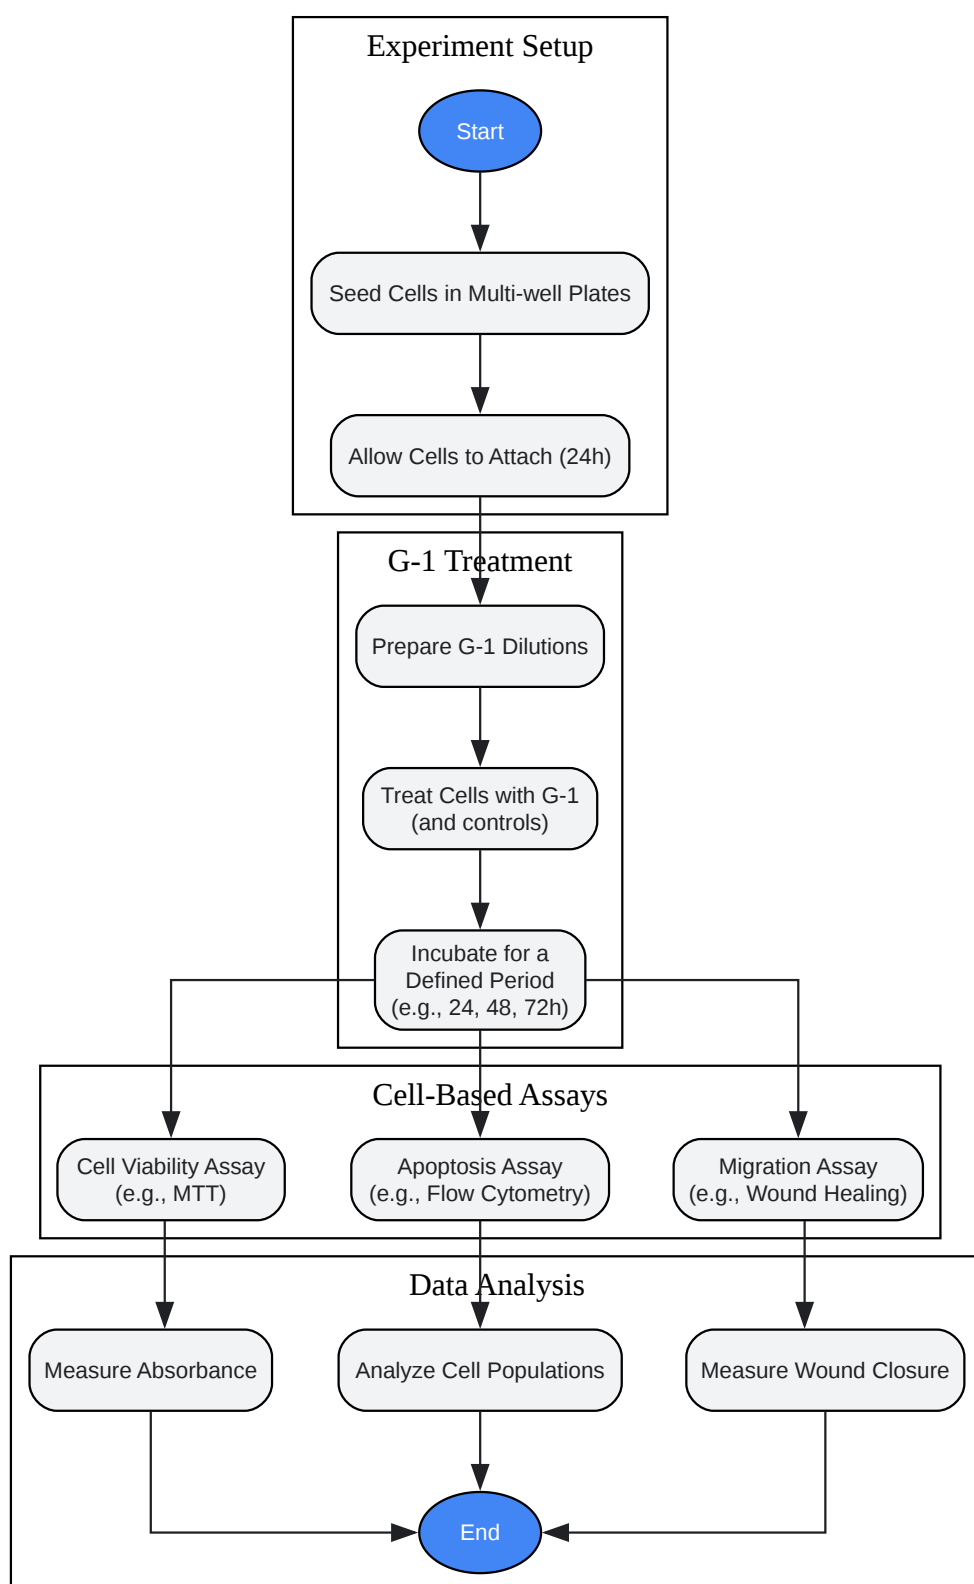 Experiment Setup
Start
Seed Cells in Multi-well Plates
Allow Cells to Attach (24h)
G-1 Treatment
Prepare G-1 Dilutions
Treat Cells with G-1
(and controls)
Incubate for a
Defined Period
(e.g., 24, 48, 72h)
Cell-Based Assays
Cell Viability Assay
(e.g., MTT)
Apoptosis Assay
(e.g., Flow Cytometry)
Migration Assay
(e.g., Wound Healing)
Data Analysis
Measure Absorbance
Analyze Cell Populations
Measure Wound Closure
End